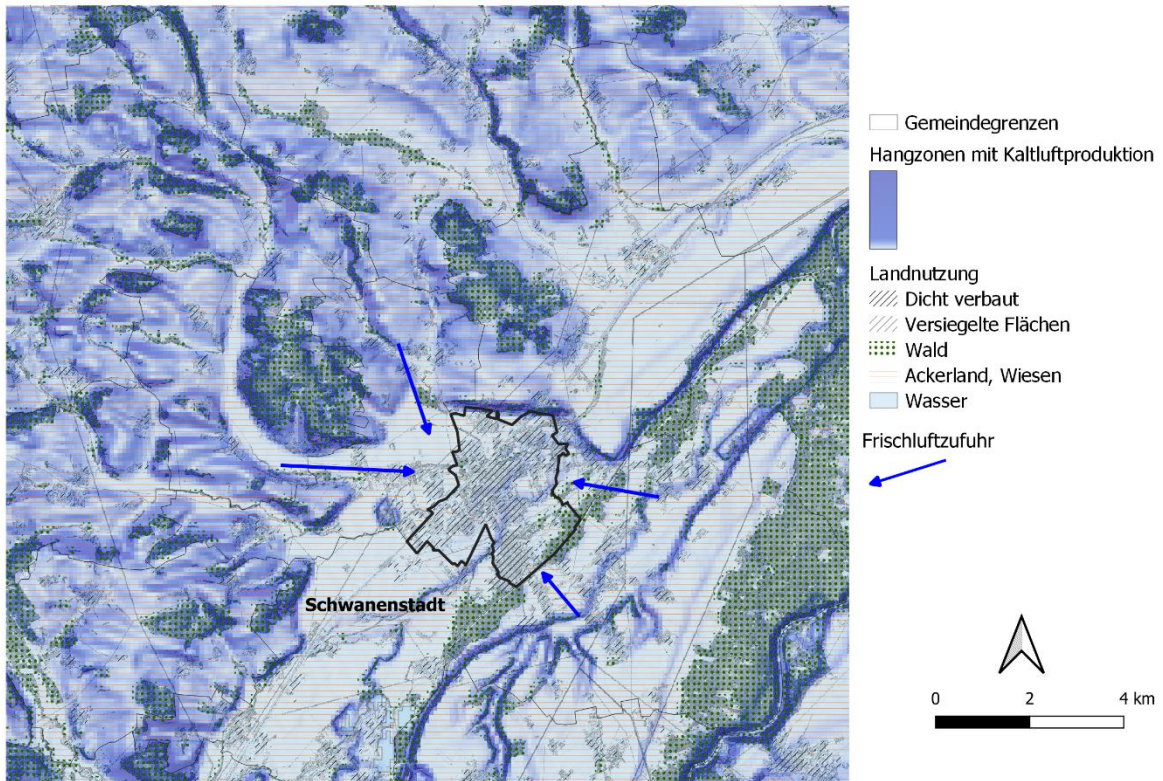 Gemeindegrenzen
Hangzonen mit Kaltluftproduktion
Landnutzung
Dicht verbaut
Versiegelte Flächen
Wald
Ackerland, Wiesen
Wasser
Frischluftzufuhr
Schwanenstadt
0 2 4 km